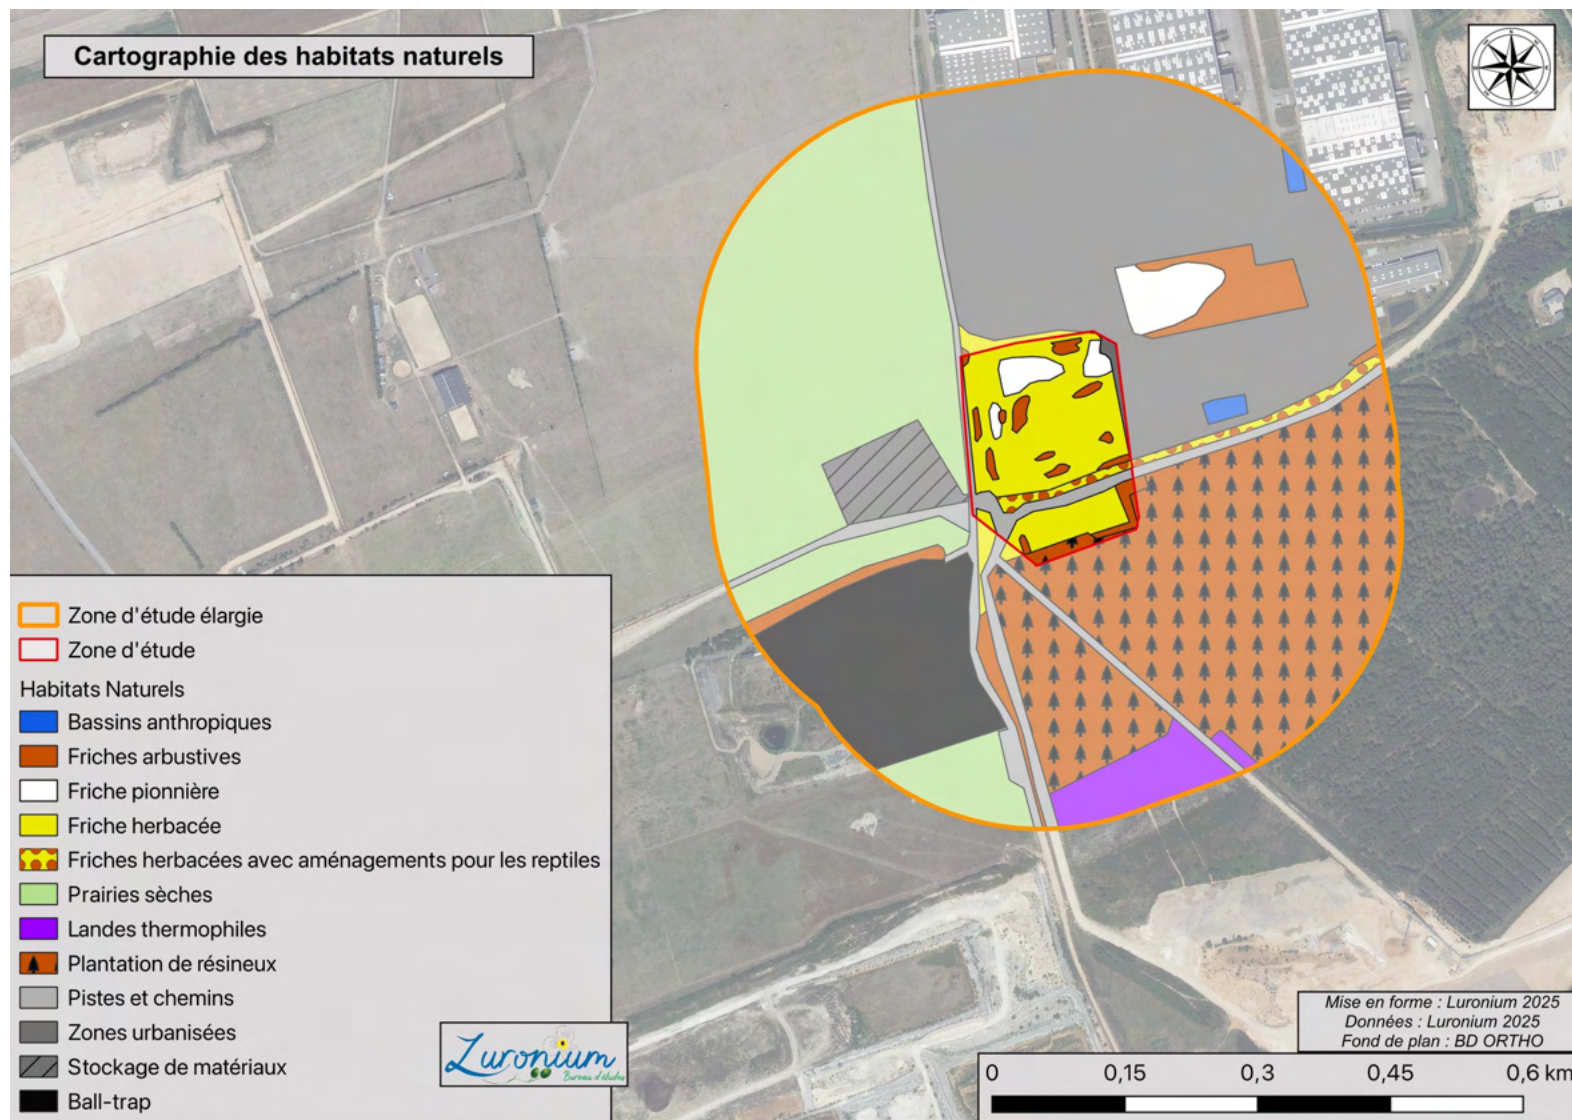 Cartographie des habitats naturels
Zone d'étude élargie
Zone d'étude
Habitats Naturels
Bassins anthropiques
Friches arbustives
Friche pionnière
Friche herbacée
Friches herbacées avec aménagements pour les reptiles
Prairies sèches
Landes thermophiles
Plantation de résineux
Pistes et chemins
Zones urbanisées
Stockage de matériaux
Ball-trap
Luronium
Bureau d'études
Mise en forme : Luronium 2025
Données : Luronium 2025
Fond de plan : BD ORTHO
0 0,15 0,3 0,45 0,6 km